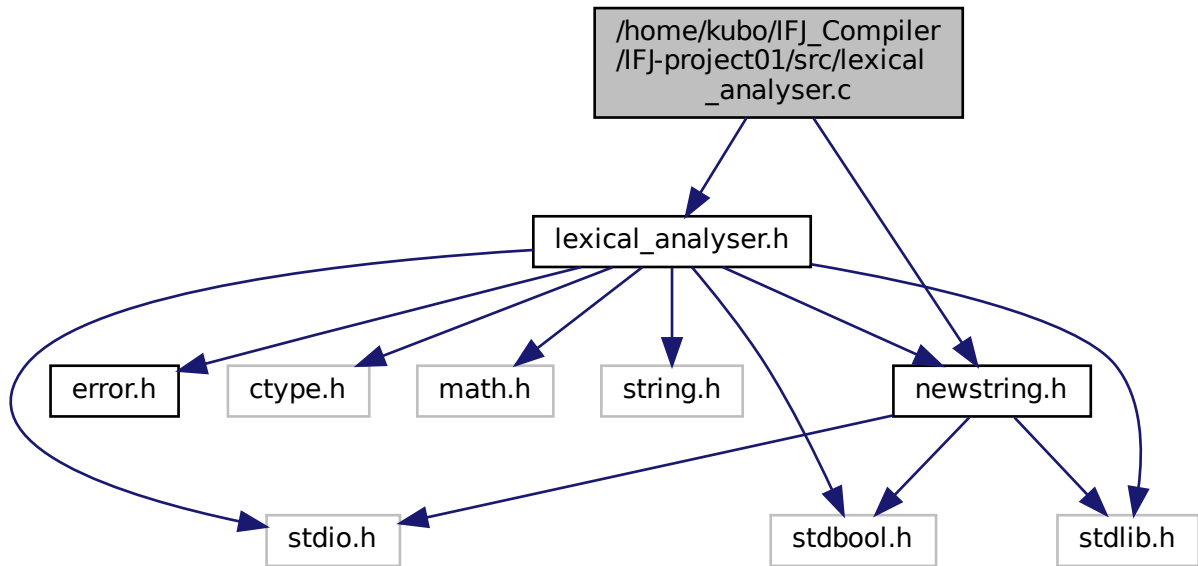 /home/kubo/IFJ_Compiler
/IFJ-project01/src/lexical
_analyser.c
lexical_analyser.h
error.h
ctype.h
math.h
string.h
newstring.h
stdio.h
stdbool.h
stdlib.h